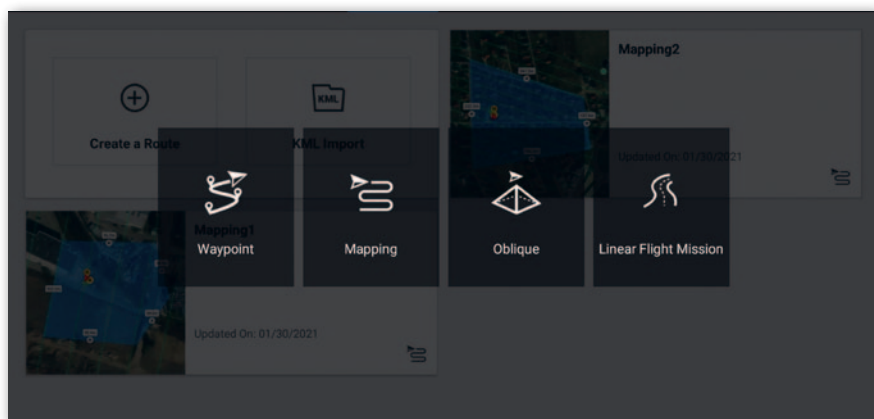 Create a Route
KML
KML Import
Mapping2
Updated On: 01/30/2021
Waypoint
Mapping
Oblique
Linear Flight Mission
Mapping1
Updated On: 01/30/2021